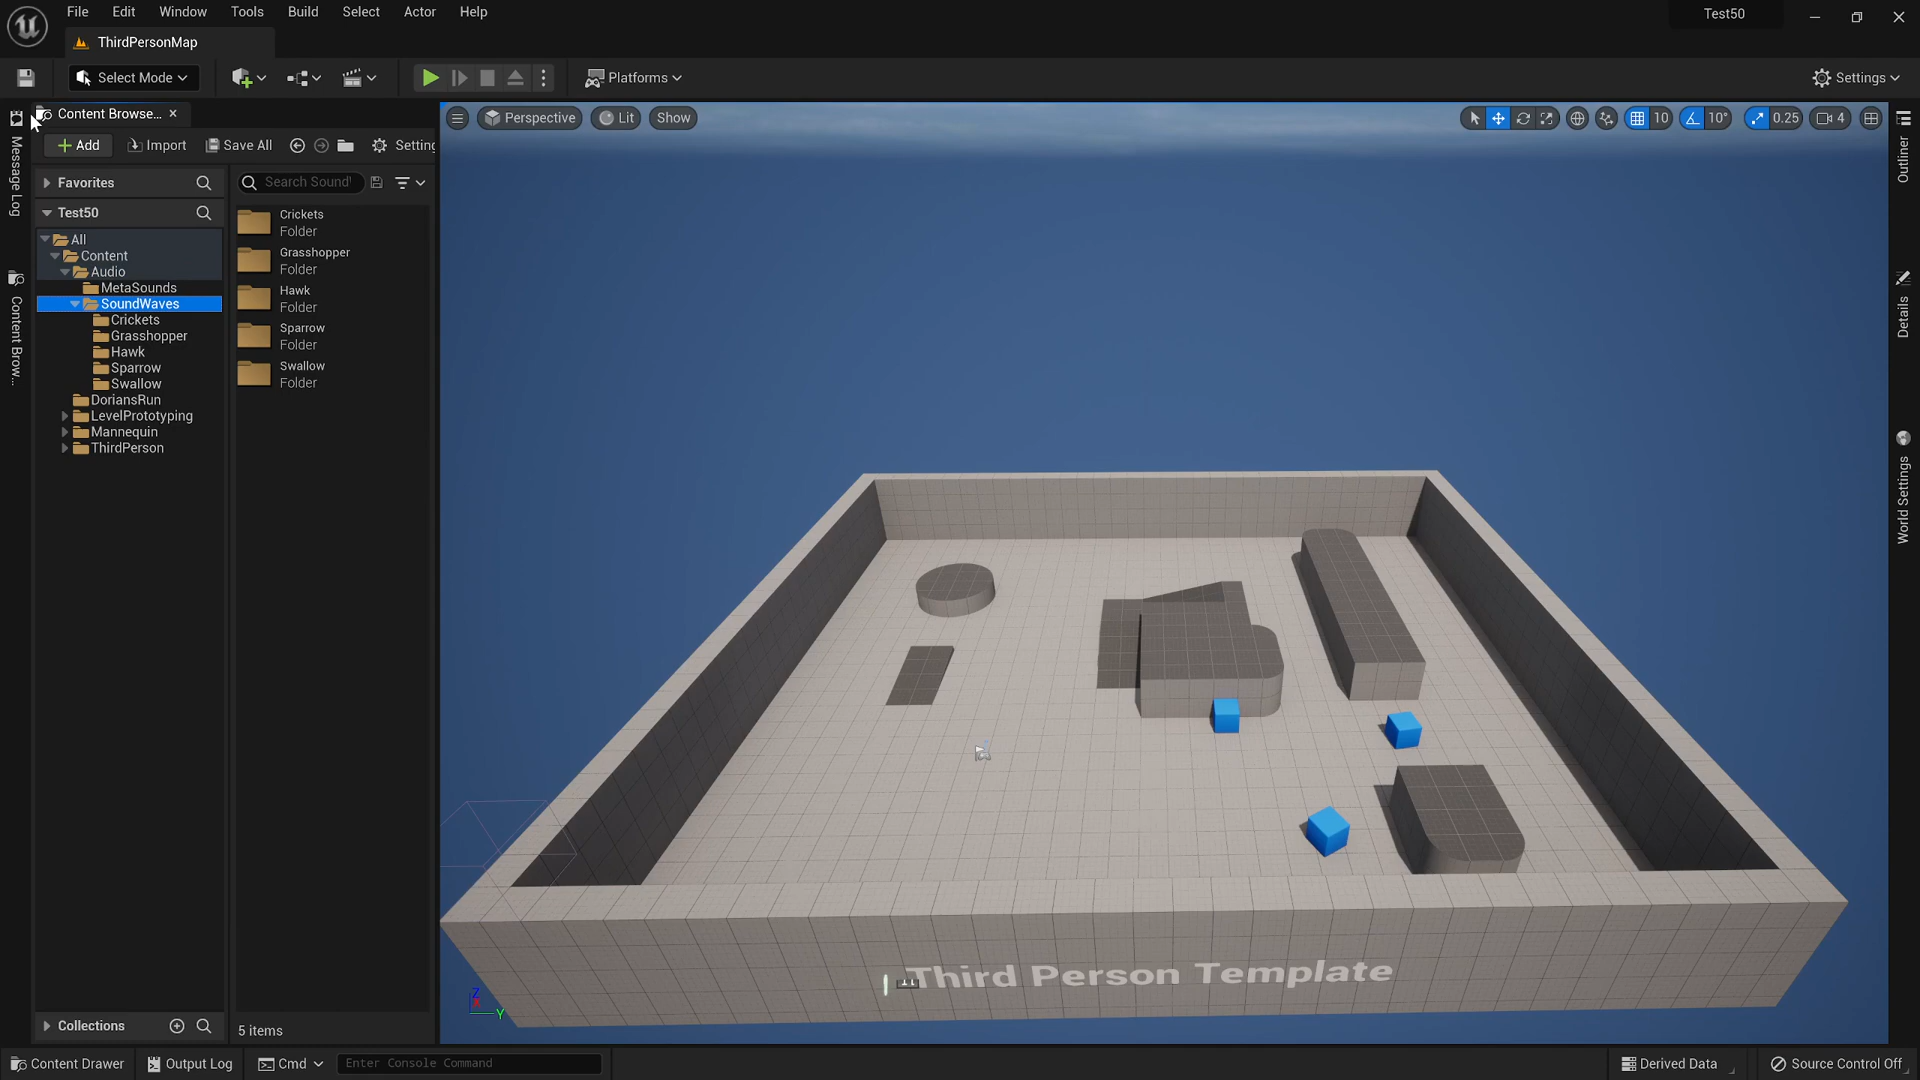 File Edit Window Tools Build Select Actor Help
Test50
ThirdPersonMap
Select Mode
Platforms
Settings
Content Browse...
Add
Import
Save All
Setting
Favorites
Search Sound
Test50
All
Content
Audio
MetaSounds
SoundWaves
Crickets
Grasshopper
Hawk
Sparrow
Swallow
DoriansRun
LevelPrototyping
Mannequin
ThirdPerson
Crickets
Folder
Grasshopper
Folder
Hawk
Folder
Sparrow
Folder
Swallow
Folder
Collections
5 items
Message Log
Content Brow...
Perspective
Lit
Show
10
10°
0.25
4
Outliner
Details
World Settings
Third Person Template
Z
X
Y
Content Drawer
Output Log
Cmd
Enter Console Command
Derived Data
Source Control Off